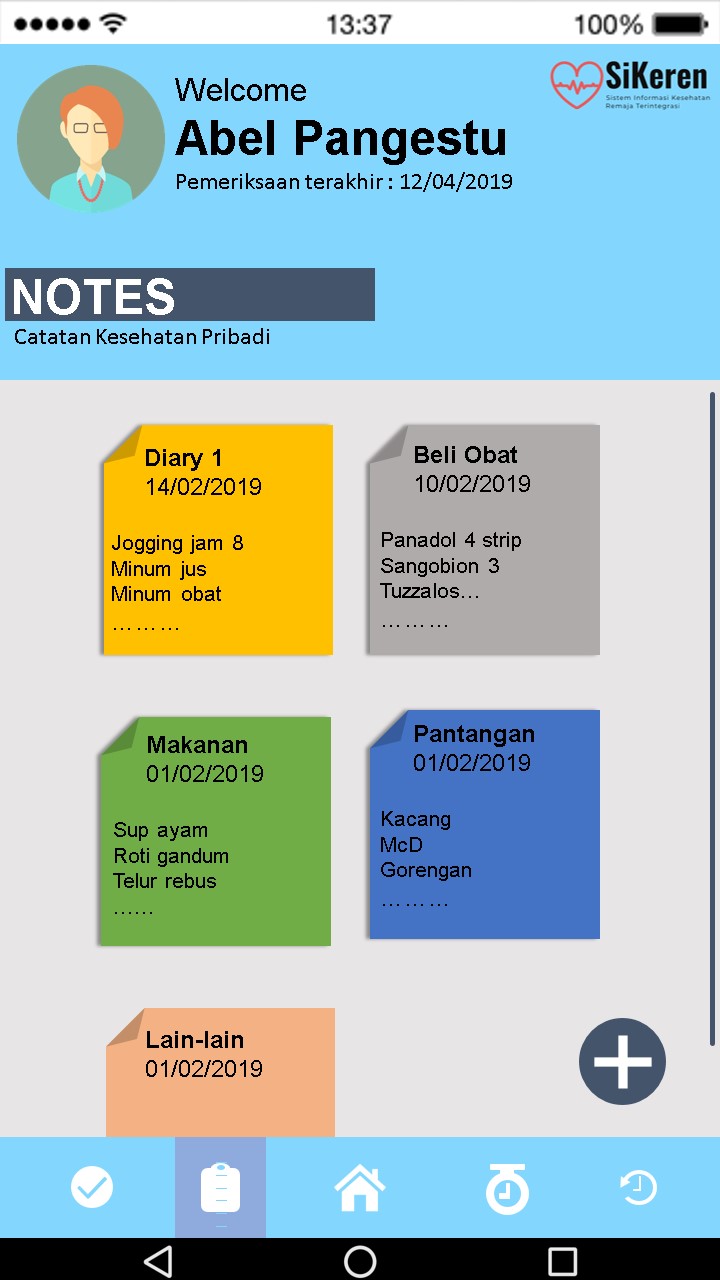 13:37
100%
SiKeren
Sistem Informasi Kesehatan
Remaja Terintegrasi
Welcome
Abel Pangestu
Pemeriksaan terakhir : 12/04/2019
NOTES
Catatan Kesehatan Pribadi
Diary 1
14/02/2019
Jogging jam 8
Minum jus
Minum obat
………
Beli Obat
10/02/2019
Panadol 4 strip
Sangobion 3
Tuzzalos…
………
Makanan
01/02/2019
Sup ayam
Roti gandum
Telur rebus
……
Pantangan
01/02/2019
Kacang
McD
Gorengan
………
Lain-lain
01/02/2019